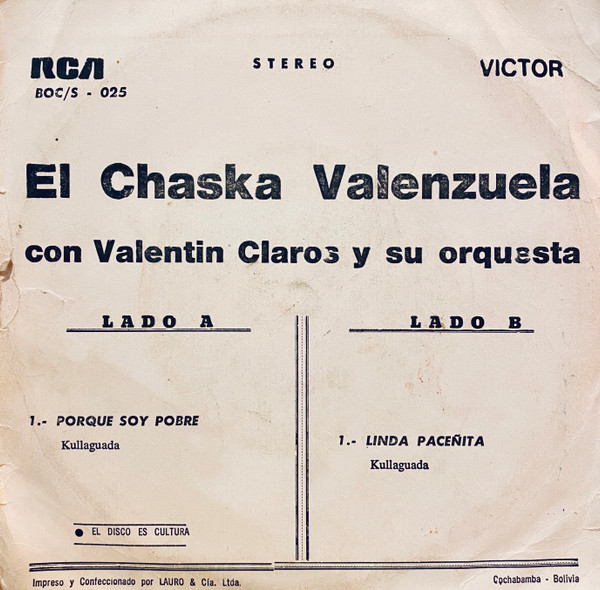 RCA STEREO VICTOR
BOC/S - 025
El Chaska Valenzuela
con Valentin Claros y su orquesta
LADO A
1.- PORQUE SOY POBRE
Kullaguada
● EL DISCO ES CULTURA
LADO B
1.- LINDA PACEÑITA
Kullaguada
Impreso y Confeccionado por LAURO & Cía. Ltda.
Cochabamba - Bolivia